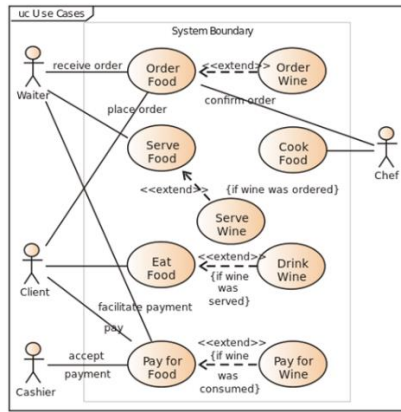 uc Use Cases
System Boundary
receive order
Order
Food
<<extend>>
Order
Wine
Waiter
place order
confirm order
Serve
Food
Cook
Food
Chef
<<extend>>
{if wine was ordered}
Serve
Wine
Client
Eat
Food
<<extend>>
{if wine
was
served}
Drink
Wine
facilitate payment
pay
accept
payment
Pay for
Food
<<extend>>
{if wine
was
consumed}
Pay for
Wine
Cashier